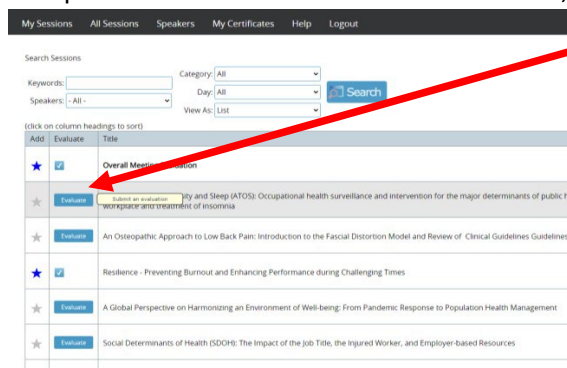 My Sessions All Sessions Speakers My Certificates Help Logout
Search Sessions
Category: All
Keywords:
Day: All
Search
Speakers: - All -
View As: List
(click on column headings to sort)
Add Evaluate Title
Overall Meeting Evaluation
Evaluate Submit an evaluation ity and Sleep (ATOS): Occupational health surveillance and intervention for the major determinants of public h
workplace and treatment of insomnia
Evaluate An Osteopathic Approach to Low Back Pain: Introduction to the Fascial Distortion Model and Review of Clinical Guidelines Guidelines
Resilience - Preventing Burnout and Enhancing Performance during Challenging Times
Evaluate A Global Perspective on Harmonizing an Environment of Well-being: From Pandemic Response to Population Health Management
Evaluate Social Determinants of Health (SDOH): The Impact of the Job Title, the Injured Worker, and Employer-based Resources